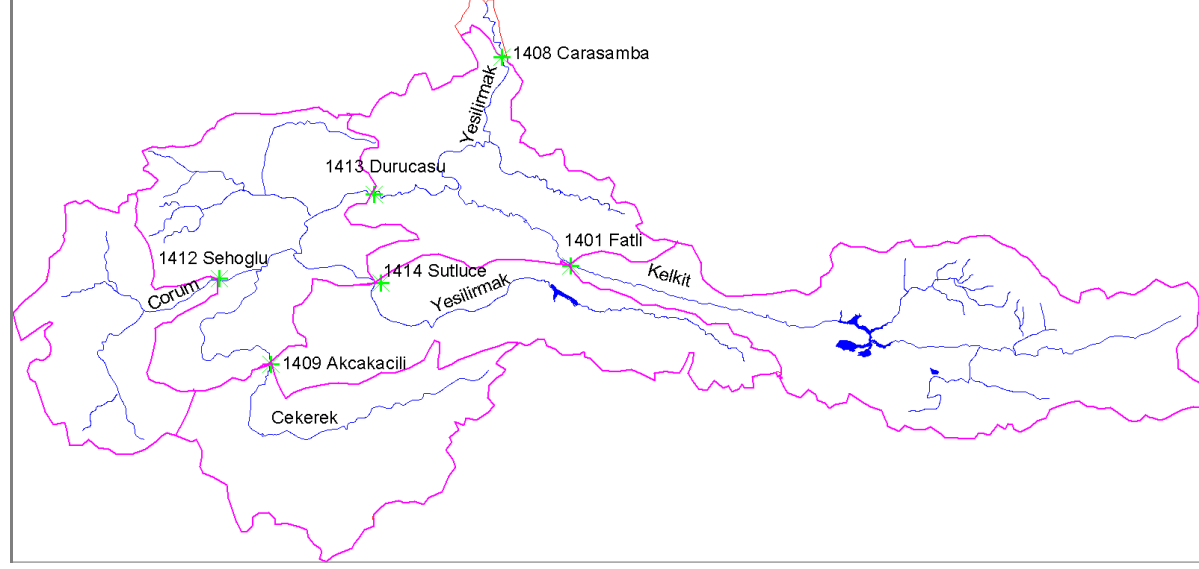 1408 Carasamba
Yesilirmak
1413 Durucasu
1401 Fatli
1412 Sehoglu
1414 Sutluce
Kelkit
Corum
Yesilirmak
1409 Akcakacili
Cekerek